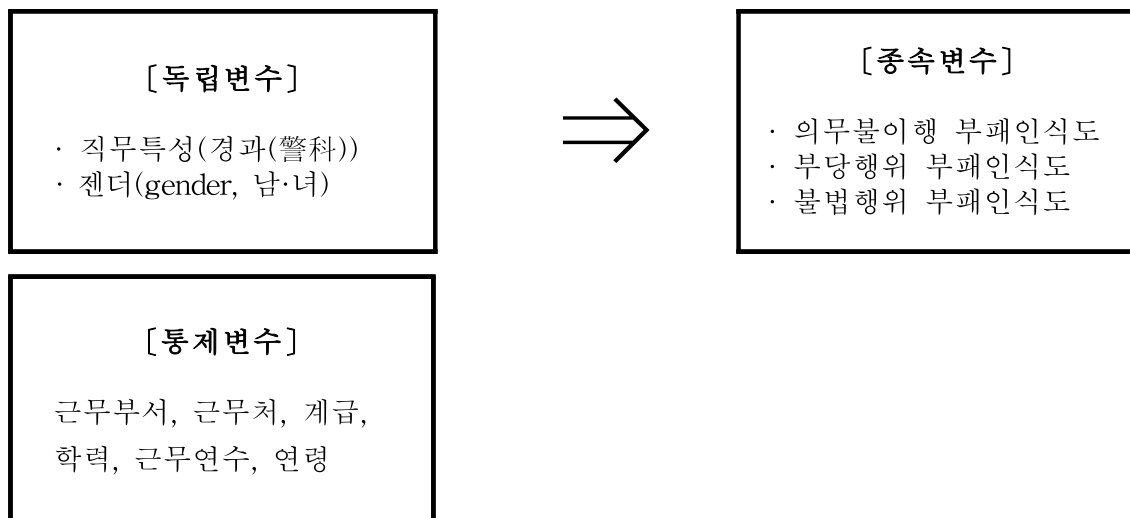 [독립변수]
· 직무특성(경과(警科))
· 젠더(gender, 남·녀)
[종속변수]
· 의무불이행 부패인식도
· 부당행위 부패인식도
· 불법행위 부패인식도
[통제변수]
근무부서, 근무처, 계급,
학력, 근무연수, 연령